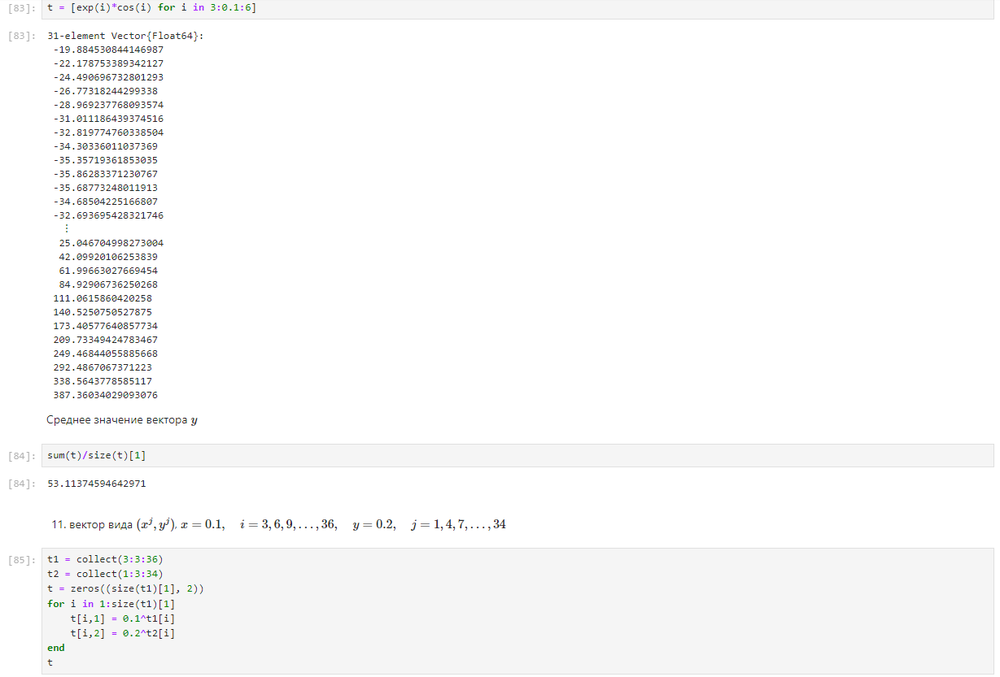 [83]: t = [exp(i)*cos(i) for i in 3:0.1:6]
[83]: 31-element Vector{Float64}:
-19.884530844146987
-22.178753389342127
-24.490696732801293
-26.77318244299338
-28.969237768093574
-31.011186439374516
-32.819774760338504
-34.30336011037369
-35.35719361853035
-35.86283371230767
-35.68773248011913
-34.68504225166807
-32.693695428321746
⋮
25.046704998273004
42.09920106253839
61.99663027669454
84.92906736250268
111.0615860420258
140.5250750527875
173.40577640857734
209.73349424783467
249.46844055885668
292.4867067371223
338.5643778585117
387.36034029093076
Среднее значение вектора y
[84]: sum(t)/size(t)[1]
[84]: 53.11374594642971
11. вектор вида (x^j, y^j), x = 0.1, i = 3, 6, 9, ..., 36, y = 0.2, j = 1, 4, 7, ..., 34
[85]: t1 = collect(3:3:36)
t2 = collect(1:3:34)
t = zeros((size(t1)[1], 2))
for i in 1:size(t1)[1]
t[i,1] = 0.1^t1[i]
t[i,2] = 0.2^t2[i]
end
t